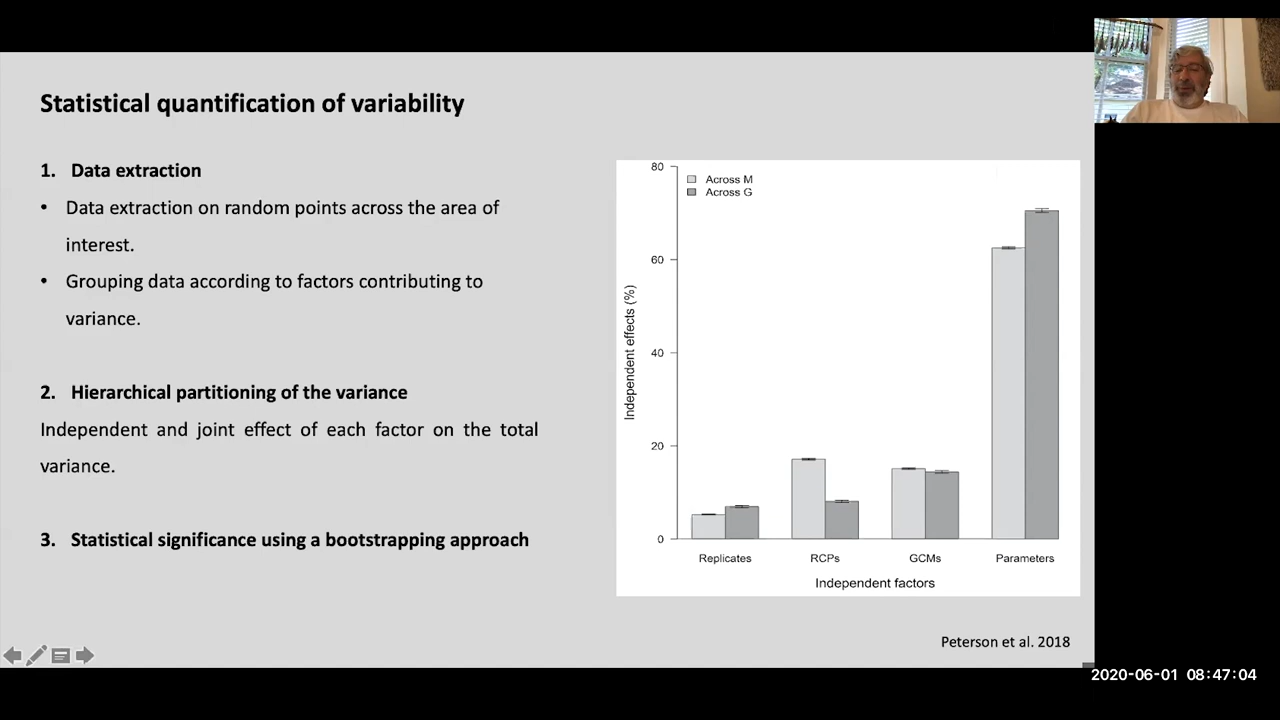 Statistical quantification of variability
1. Data extraction
• Data extraction on random points across the area of
interest.
• Grouping data according to factors contributing to
variance.
2. Hierarchical partitioning of the variance
Independent and joint effect of each factor on the total
variance.
3. Statistical significance using a bootstrapping approach
80
60
40
20
0
Independent effects (%)
Across M
Across G
Replicates RCPs GCMs Parameters
Independent factors
Peterson et al. 2018
2020-06-01 08:47:04